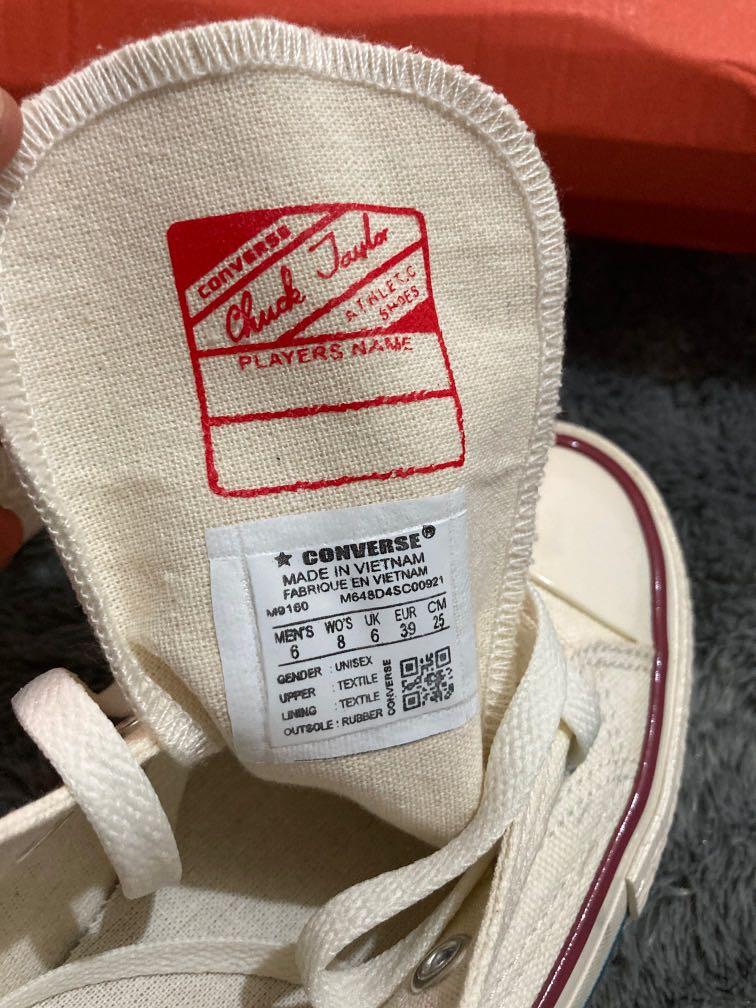 CONVERSE
Chuck Taylor
ATHLETIC
SHOES
PLAYERS NAME
★ CONVERSE®
MADE IN VIETNAM
FABRIQUE EN VIETNAM
M9160 M648D4SC00921
MEN'S WO'S UK EUR CM
6 8 6 39 25
GENDER : UNISEX
UPPER : TEXTILE
LINING : TEXTILE
OUTSOLE : RUBBER
CONVERSE